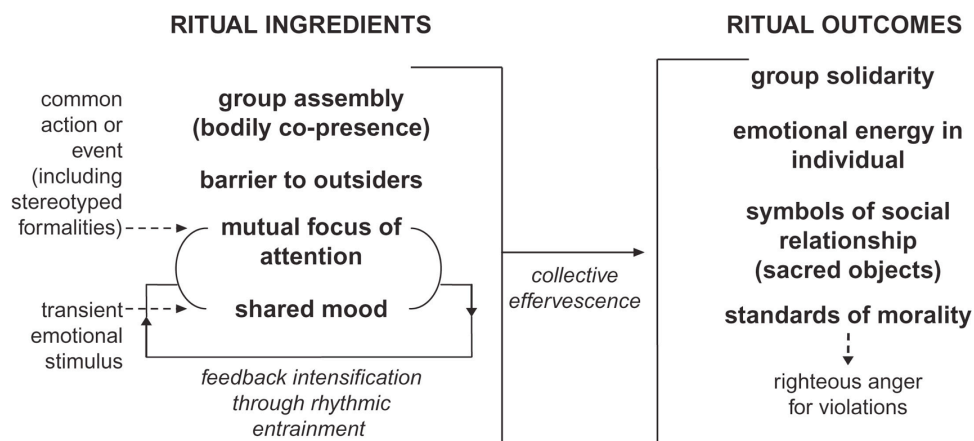 RITUAL INGREDIENTS
common
action or
event
(including
stereotyped
formalities)
transient
emotional
stimulus
group assembly
(bodily co-presence)
barrier to outsiders
mutual focus of
attention
shared mood
feedback intensification
through rhythmic
entrainment
collective
effervescence
RITUAL OUTCOMES
group solidarity
emotional energy in
individual
symbols of social
relationship
(sacred objects)
standards of morality
righteous anger
for violations